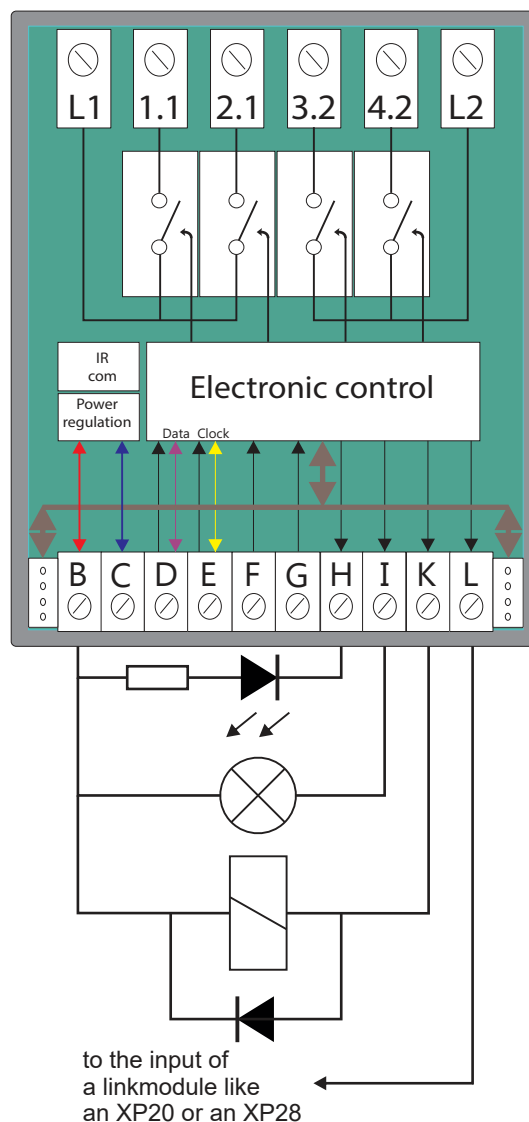 L1 1.1 2.1 3.2 4.2 L2
IR
com
Power
regulation
Electronic control
Data Clock
B C D E F G H I K L
to the input of
a linkmodule like
an XP20 or an XP28